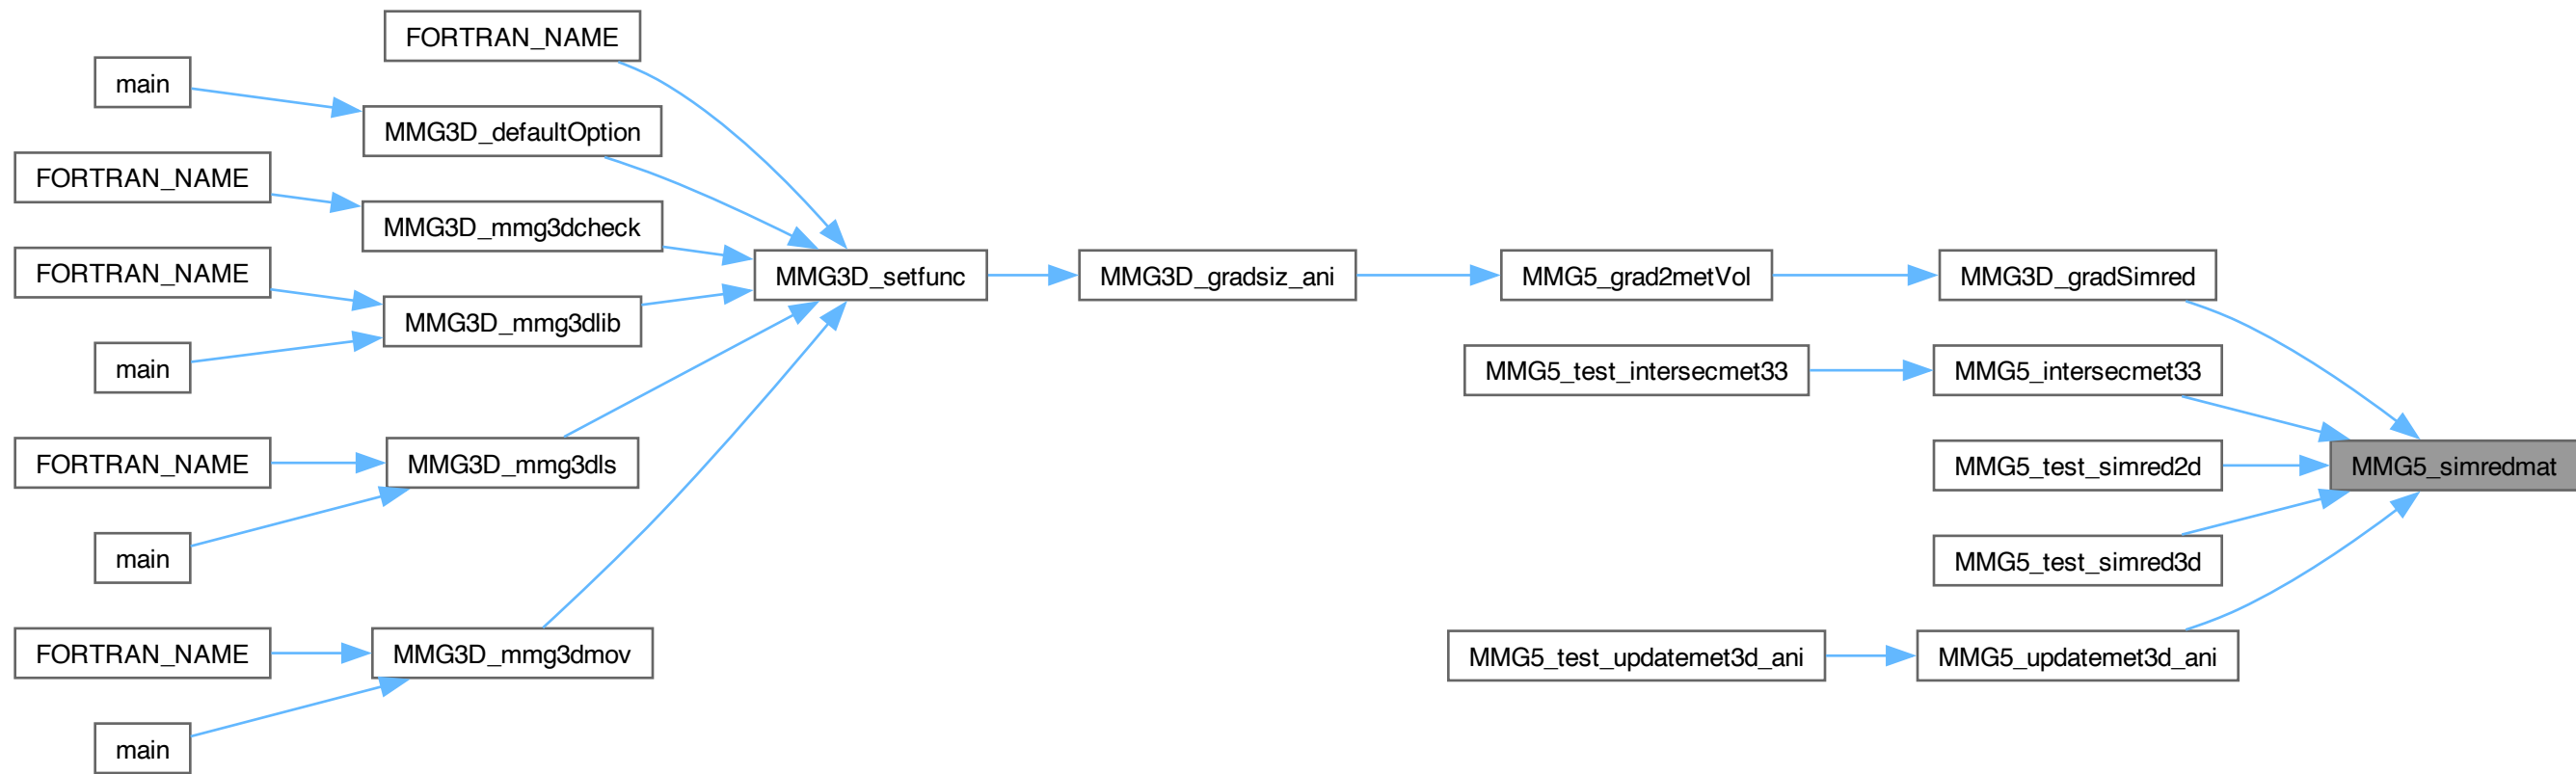 FORTRAN_NAME
main
MMG3D_defaultOption
FORTRAN_NAME
MMG3D_mmg3dcheck
FORTRAN_NAME
MMG3D_mmg3dlib
main
FORTRAN_NAME
MMG3D_mmg3dls
main
FORTRAN_NAME
MMG3D_mmg3dmov
main
MMG3D_setfunc
MMG3D_gradsiz_ani
MMG5_grad2metVol
MMG3D_gradSimred
MMG5_test_intersecmet33
MMG5_intersecmet33
MMG5_test_simred2d
MMG5_test_simred3d
MMG5_test_updatemet3d_ani
MMG5_updatemet3d_ani
MMG5_simredmat